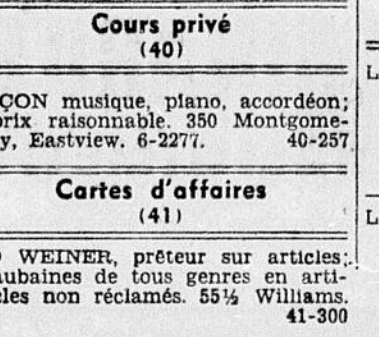 Cours privé
(40)
ÇON musique, piano, accordéon;
prix raisonnable. 350 Montgome-
y, Eastview. 6-2277. 40-257
Cartes d'affaires
(41)
WEINER, prêteur sur articles;
aubaines de tous genres en arti-
cles non réclamés. 55½ Williams.
41-300
L
L